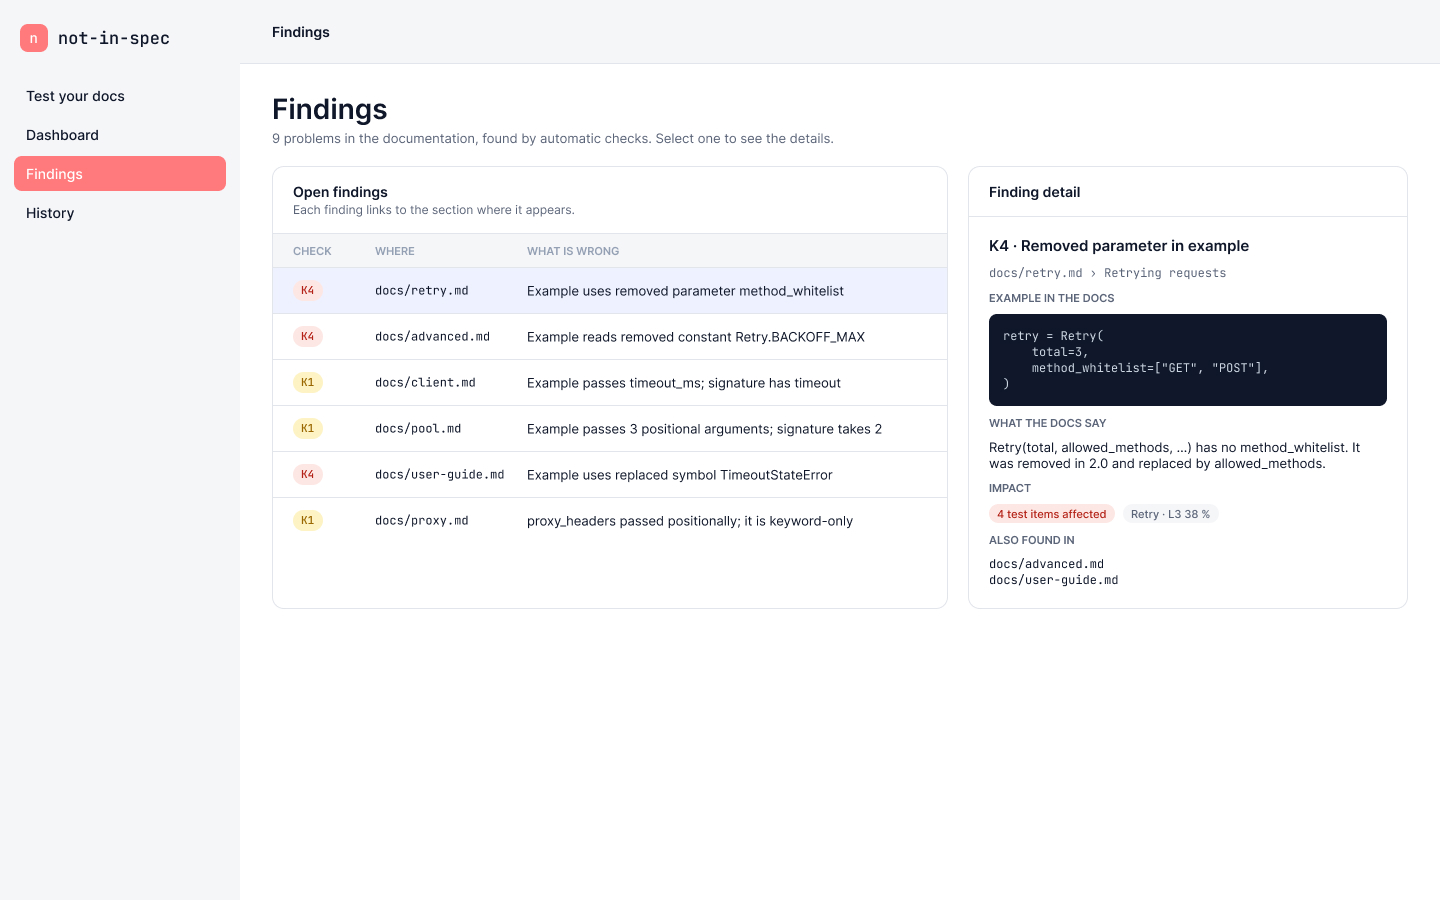 n not-in-spec
Test your docs
Dashboard
Findings
History
Findings
Findings
9 problems in the documentation, found by automatic checks. Select one to see the details.
Open findings
Each finding links to the section where it appears.
CHECK WHERE WHAT IS WRONG
K4 docs/retry.md Example uses removed parameter method_whitelist
K4 docs/advanced.md Example reads removed constant Retry.BACKOFF_MAX
K1 docs/client.md Example passes timeout_ms; signature has timeout
K1 docs/pool.md Example passes 3 positional arguments; signature takes 2
K4 docs/user-guide.md Example uses replaced symbol TimeoutStateError
K1 docs/proxy.md proxy_headers passed positionally; it is keyword-only
Finding detail
K4 · Removed parameter in example
docs/retry.md › Retrying requests
EXAMPLE IN THE DOCS
retry = Retry(
    total=3,
    method_whitelist=["GET", "POST"],
)
WHAT THE DOCS SAY
Retry(total, allowed_methods, …) has no method_whitelist. It
was removed in 2.0 and replaced by allowed_methods.
IMPACT
4 test items affected Retry · L3 38 %
ALSO FOUND IN
docs/advanced.md
docs/user-guide.md